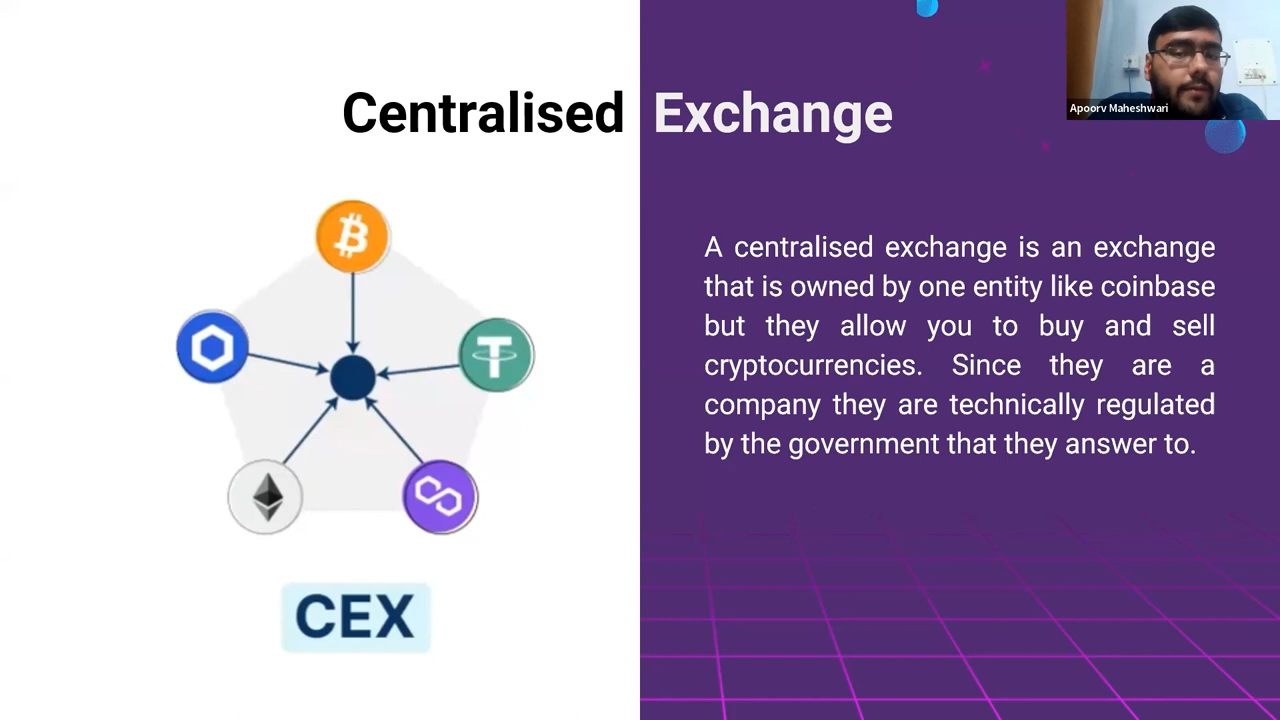 Centralised Exchange
Apoorv Maheshwari
A centralised exchange is an exchange
that is owned by one entity like coinbase
but they allow you to buy and sell
cryptocurrencies. Since they are a
company they are technically regulated
by the government that they answer to.
CEX